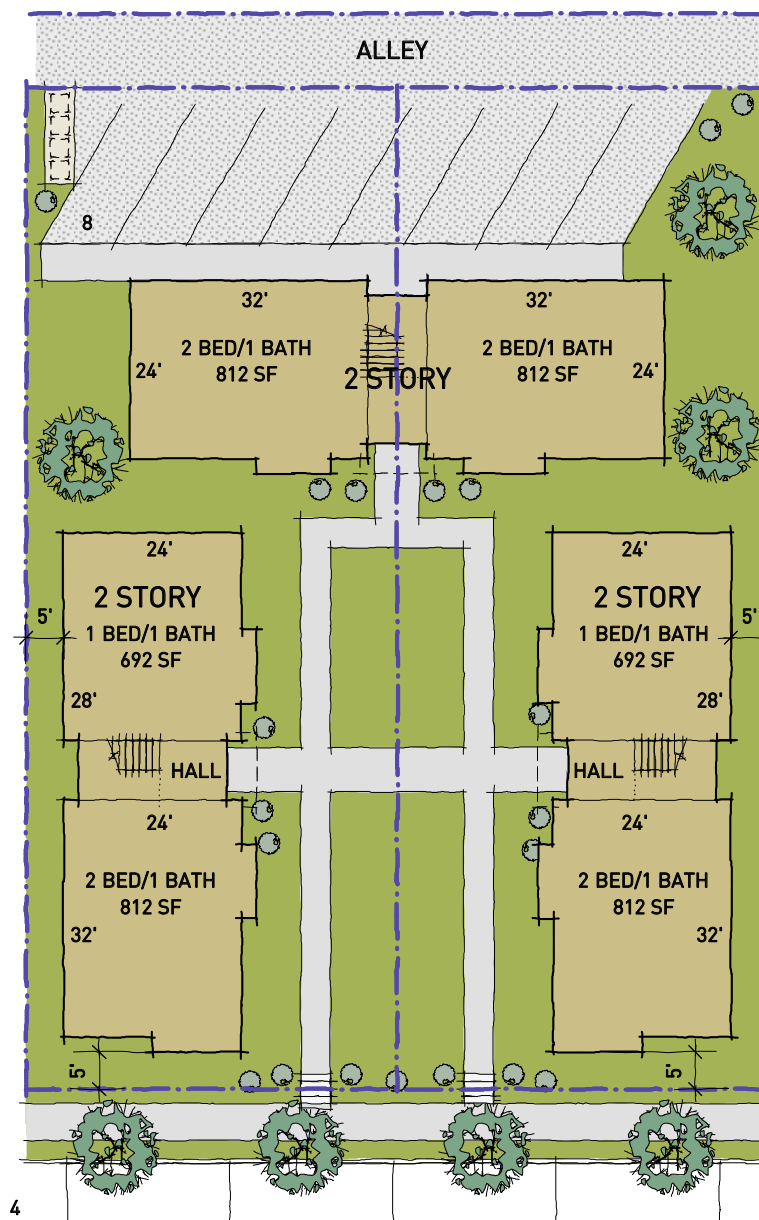 ALLEY
8
32'
32'
2 BED/1 BATH
812 SF
2 BED/1 BATH
812 SF
24'
2 STORY
24'
24'
2 STORY
1 BED/1 BATH
692 SF
5'
28'
24'
2 STORY
1 BED/1 BATH
692 SF
5'
28'
HALL
HALL
24'
2 BED/1 BATH
812 SF
32'
24'
2 BED/1 BATH
812 SF
32'
5'
5'
4